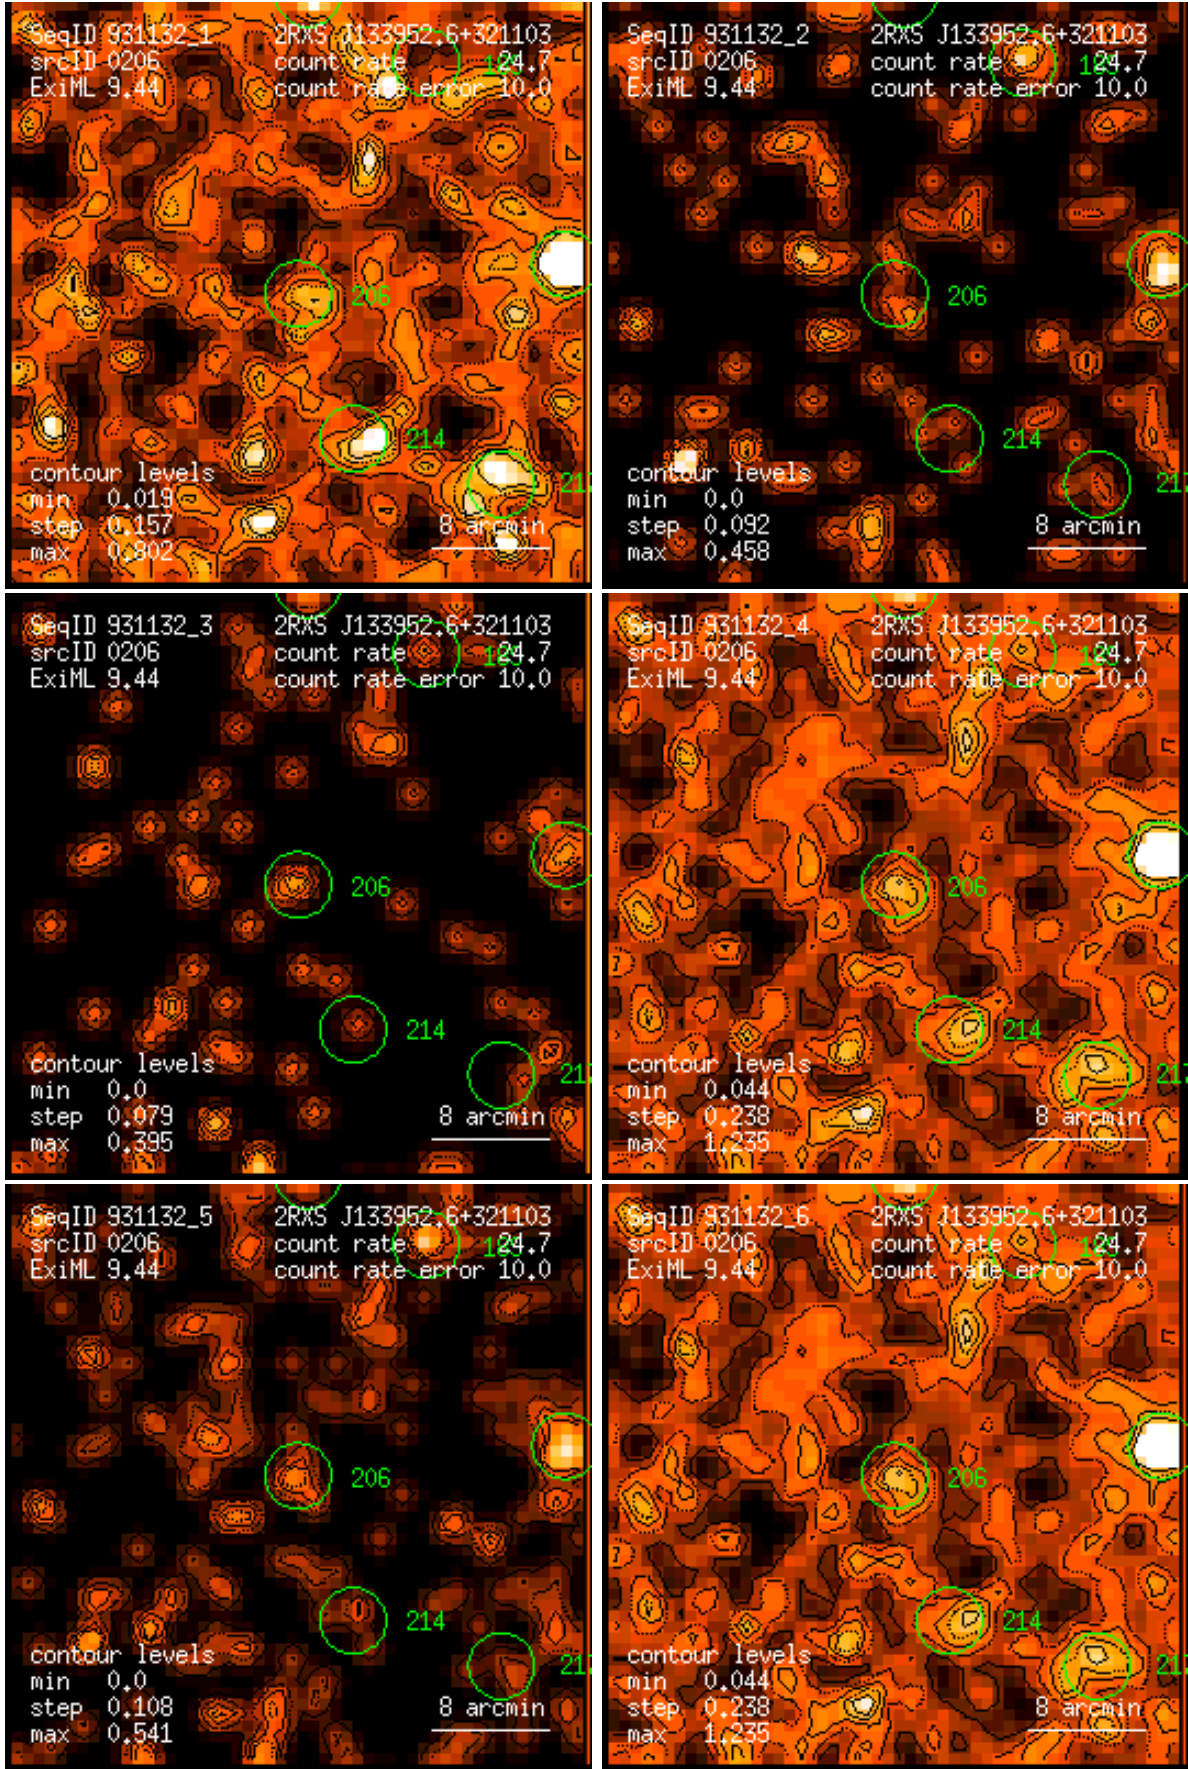 SeqID 931132_1 2RXS J133952.6+321103
srcID 0206 count rate 24.7
ExiML 9.44 count rate error 10.0
206
214
contour levels
min 0.019
step 0.157 8 arcmin
max 0.802
SeqID 931132_2 2RXS J133952.6+321103
srcID 0206 count rate 24.7
ExiML 9.44 count rate error 10.0
206
214
contour levels
min 0.0
step 0.092 8 arcmin
max 0.458
SeqID 931132_3 2RXS J133952.6+321103
srcID 0206 count rate 24.7
ExiML 9.44 count rate error 10.0
206
214
contour levels
min 0.0
step 0.079 8 arcmin
max 0.395
SeqID 931132_4 2RXS J133952.6+321103
srcID 0206 count rate 24.7
ExiML 9.44 count rate error 10.0
206
214
contour levels
min 0.044
step 0.238 8 arcmin
max 1.235
SeqID 931132_5 2RXS J133952.6+321103
srcID 0206 count rate 24.7
ExiML 9.44 count rate error 10.0
206
214
contour levels
min 0.0
step 0.108 8 arcmin
max 0.541
SeqID 931132_6 2RXS J133952.6+321103
srcID 0206 count rate 24.7
ExiML 9.44 count rate error 10.0
206
214
contour levels
min 0.044
step 0.238 8 arcmin
max 1.235